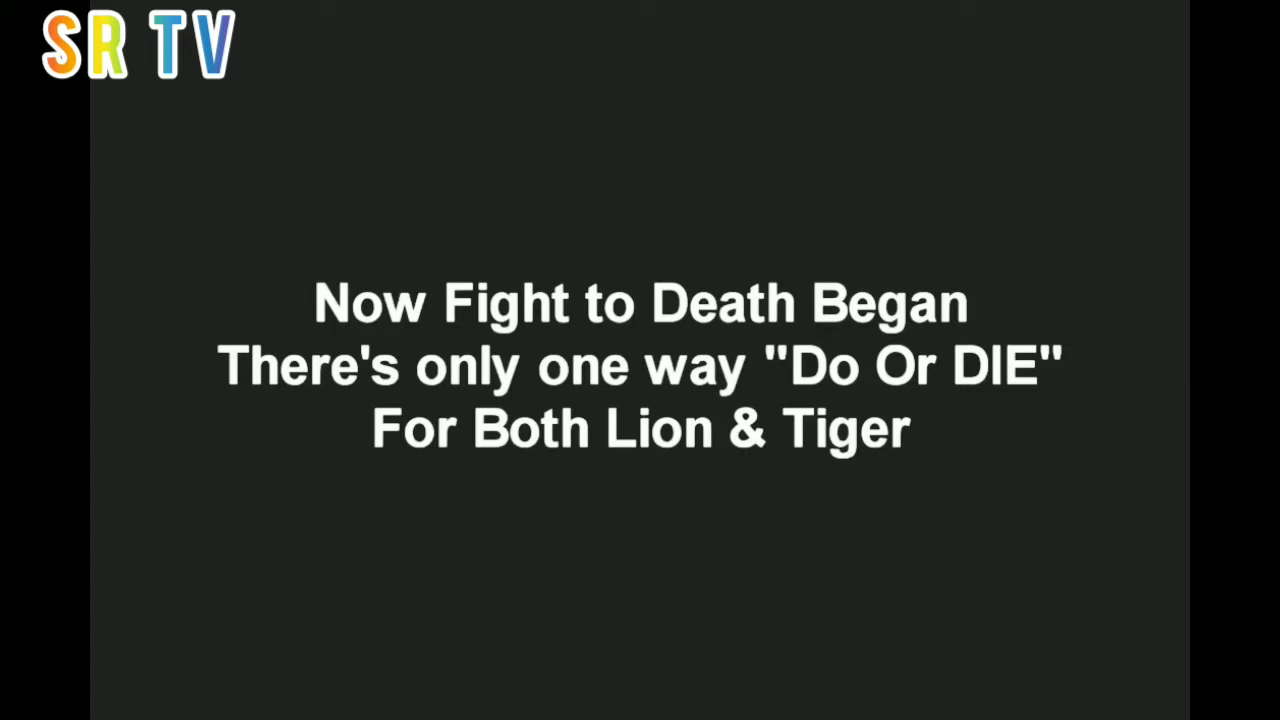 SR TV
Now Fight to Death Began
There's only one way "Do Or DIE"
For Both Lion & Tiger